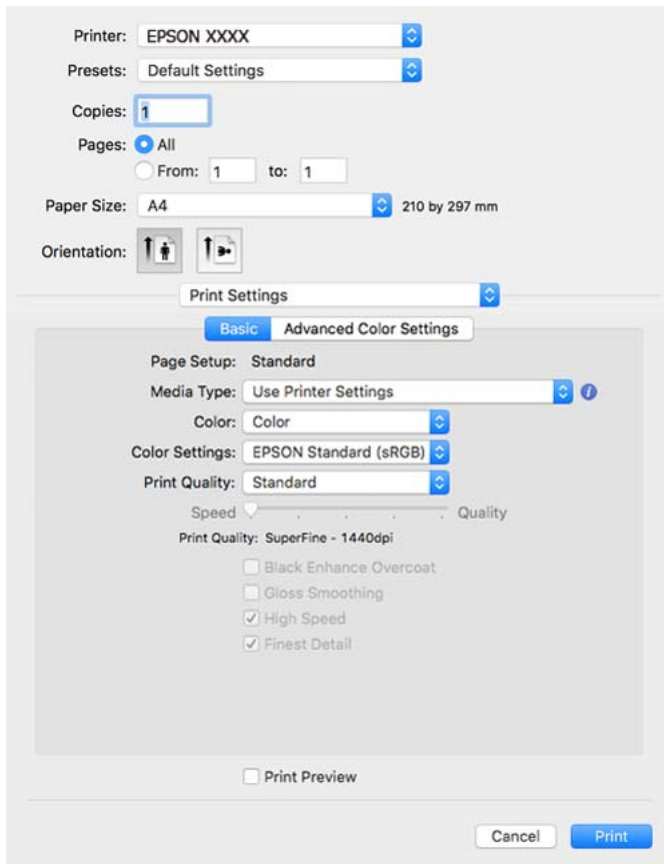 Printer: EPSON XXXX
Presets: Default Settings
Copies: 1
Pages: All
From: 1 to: 1
Paper Size: A4 210 by 297 mm
Orientation:
Print Settings
Basic Advanced Color Settings
Page Setup: Standard
Media Type: Use Printer Settings i
Color: Color
Color Settings: EPSON Standard (sRGB)
Print Quality: Standard
Speed Quality
Print Quality: SuperFine - 1440dpi
Black Enhance Overcoat
Gloss Smoothing
High Speed
Finest Detail
Print Preview
Cancel Print